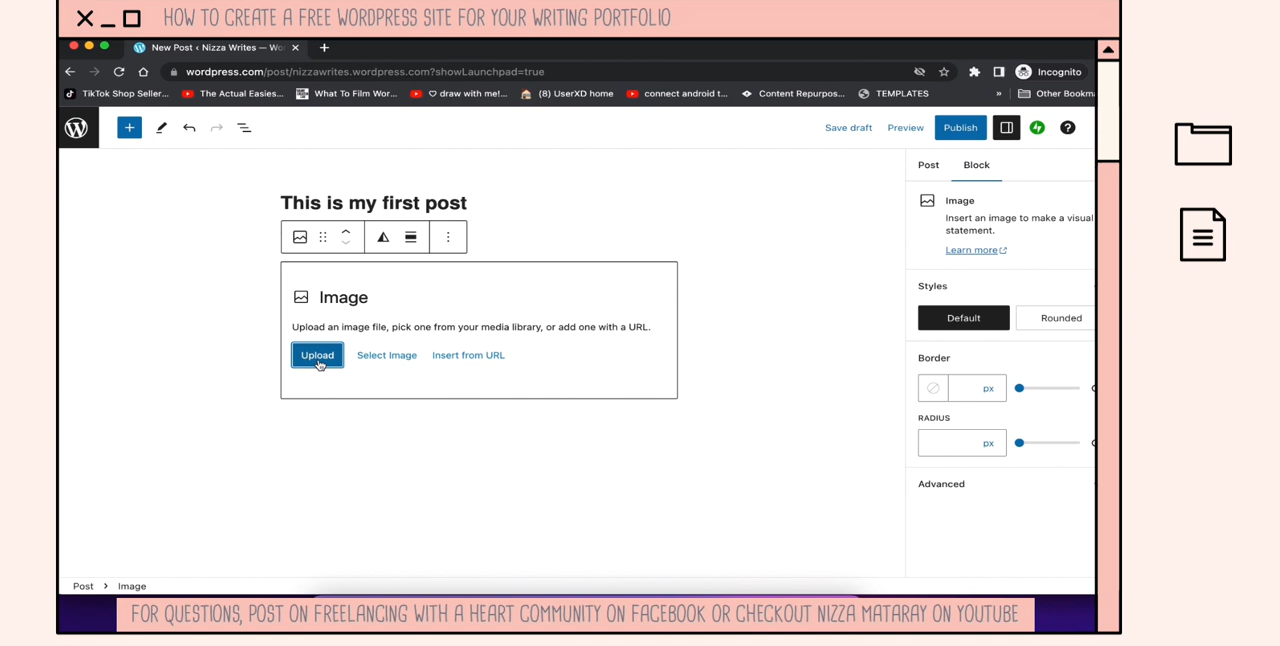 HOW TO CREATE A FREE WORDPRESS SITE FOR YOUR WRITING PORTFOLIO
New Post ‹ Nizza Writes — Wo
wordpress.com/post/nizzawrites.wordpress.com?showLaunchpad=true
Incognito
TikTok Shop Seller... The Actual Easies... What To Film Wor... ♡ draw with me!... (8) UserXD home connect android t... Content Repurpos... TEMPLATES » Other Bookm
Save draft Preview Publish
Post Block
This is my first post
Image
Insert an image to make a visual
statement.
Learn more
Image
Upload an image file, pick one from your media library, or add one with a URL.
Upload Select Image Insert from URL
Styles
Default Rounded
Border
px
RADIUS
px
Advanced
Post > Image
FOR QUESTIONS, POST ON FREELANCING WITH A HEART COMMUNITY ON FACEBOOK OR CHECKOUT NIZZA MATARAY ON YOUTUBE